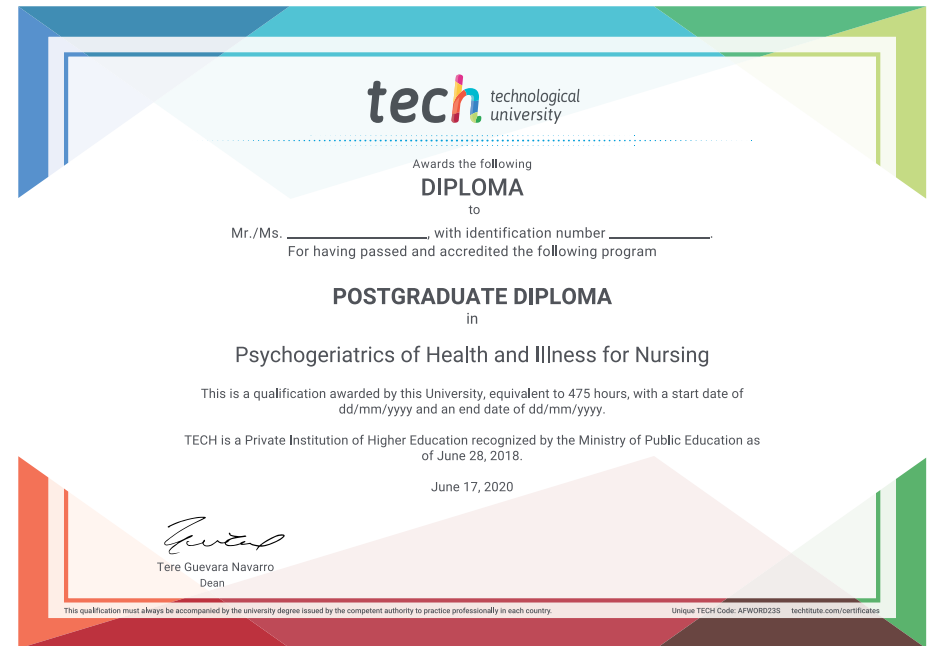 tech technological
university
Awards the following
DIPLOMA
to
Mr./Ms. ____________, with identification number ____________.
For having passed and accredited the following program
POSTGRADUATE DIPLOMA
in
Psychogeriatrics of Health and Illness for Nursing
This is a qualification awarded by this University, equivalent to 475 hours, with a start date of
dd/mm/yyyy and an end date of dd/mm/yyyy.
TECH is a Private Institution of Higher Education recognized by the Ministry of Public Education as
of June 28, 2018.
June 17, 2020
Tere Guevara Navarro
Dean
This qualification must always be accompanied by the university degree issued by the competent authority to practice professionally in each country. Unique TECH Code: AFWORD23S techtitute.com/certificates